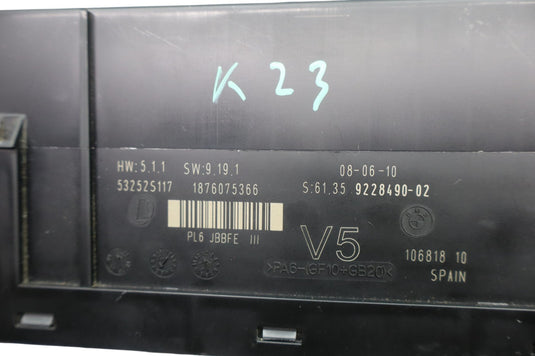 K23
HW:5.1.1 SW:9.19.1 08-06-10
53252S117 1876075366 S:61.35 9228490-02
PL6 JBBFE III
V5
>PA6-(GF10+GB20)<
106818 10
SPAIN